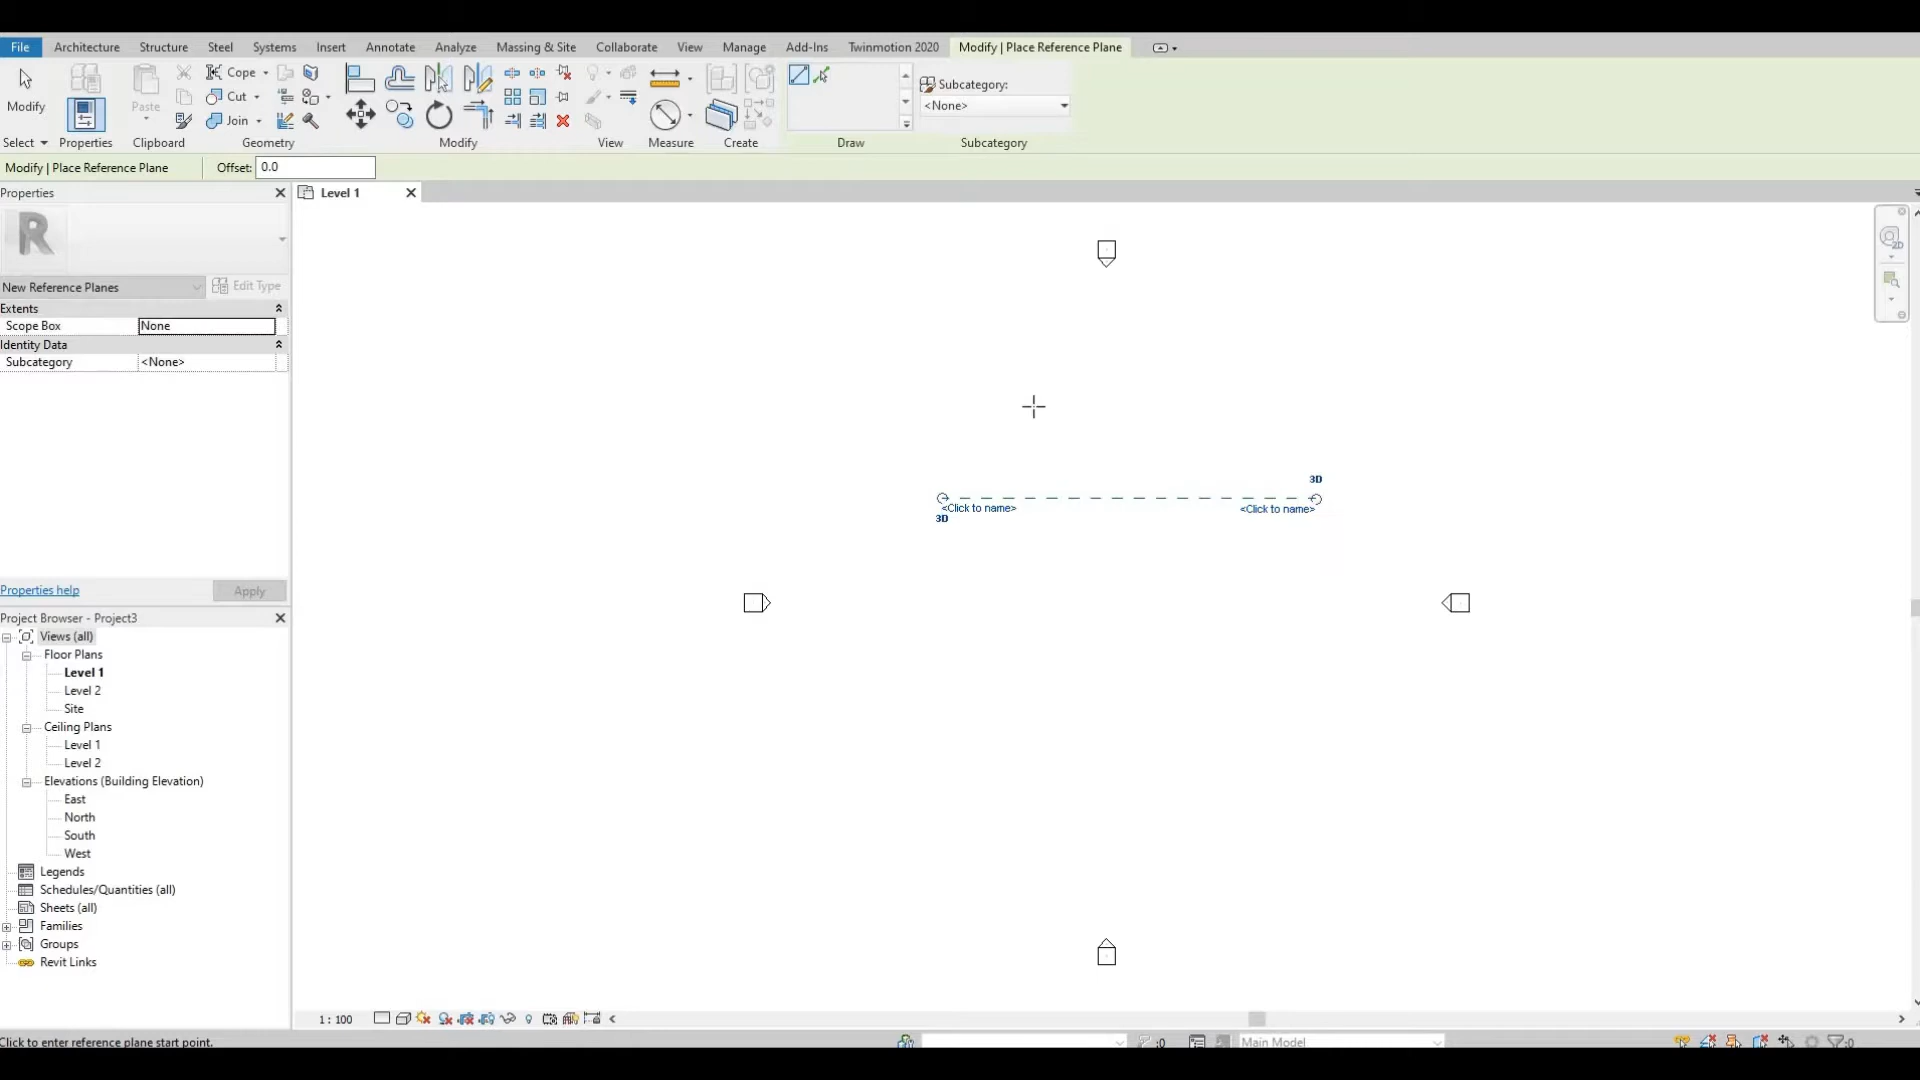 File Architecture Structure Steel Systems Insert Annotate Analyze Massing & Site Collaborate View Manage Add-Ins Twinmotion 2020 Modify | Place Reference Plane
Modify
Paste
Cope
Cut
Join
Subcategory:
<None>
Select Properties Clipboard Geometry Modify View Measure Create Draw Subcategory
Modify | Place Reference Plane Offset: 0.0
Properties
Level 1
R
2D
New Reference Planes Edit Type
Extents
Scope Box None
Identity Data
Subcategory <None>
3D
<Click to name> <Click to name>
3D
Properties help Apply
Project Browser - Project3
Views (all)
Floor Plans
Level 1
Level 2
Site
Ceiling Plans
Level 1
Level 2
Elevations (Building Elevation)
East
North
South
West
Legends
Schedules/Quantities (all)
Sheets (all)
Families
Groups
Revit Links
1 : 100
Click to enter reference plane start point. :0 Main Model :0